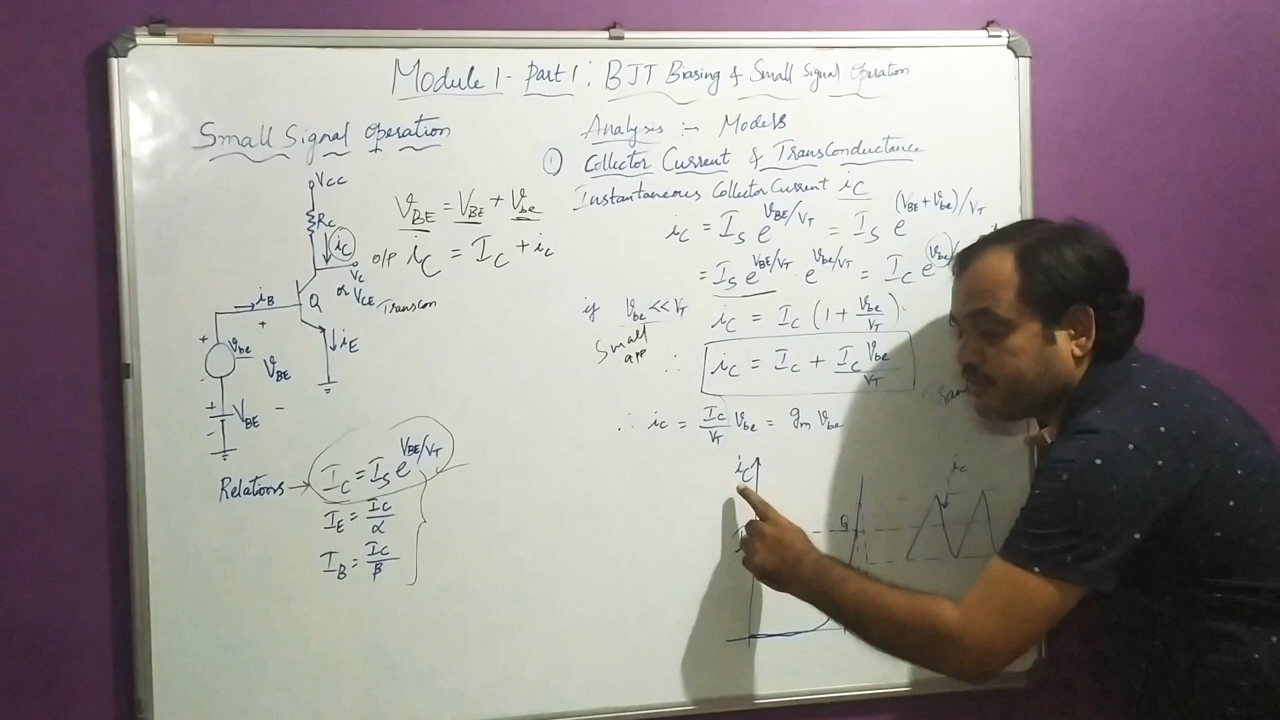 Module 1 - Part 1 : BJT Biasing & Small Signal Operation
Small Signal Operation
VCC
RC
iC
VC
or VCE
Transcon
iB
Q
+
+
vbe
-
vBE
iE
+
VBE
-
-
vBE = VBE + vbe
o/p iC = IC + ic
Relations → IC = IS e^VBE/VT
IE = IC/α
IB = IC/β
Analysis :- Models
① Collector Current & TransConductance
Instantaneous Collector Current iC
iC = IS e^vBE/VT = IS e^(VBE + vbe)/VT
= IS e^VBE/VT e^vbe/VT = IC e^vbe/
if vbe << VT iC = IC (1 + vbe/VT)
Small app ∴ iC = IC + IC vbe/VT
∴ ic = IC/VT vbe = gm vbe
iC
ic